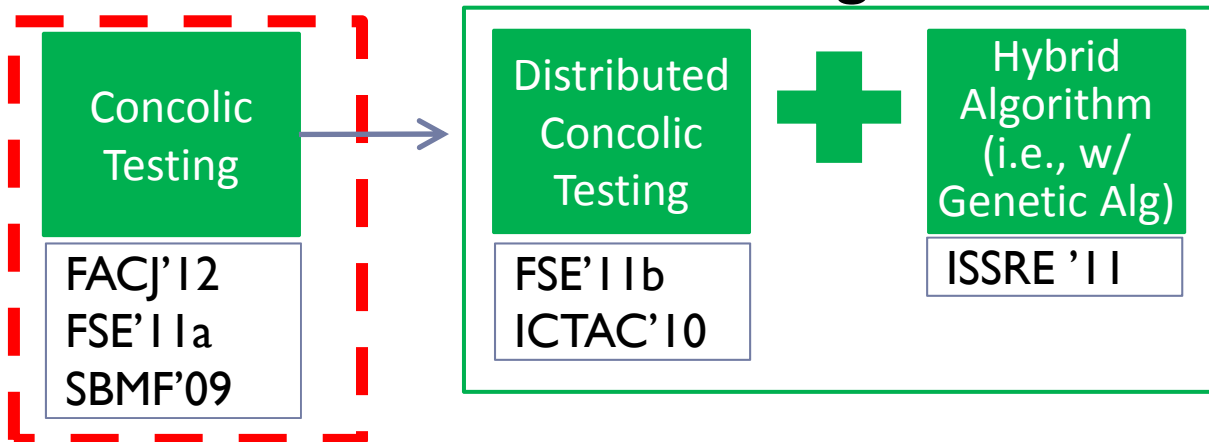 Concolic
Testing
FACJ’12
FSE’11a
SBMF’09
Distributed
Concolic
Testing
FSE’11b
ICTAC’10
Hybrid
Algorithm
(i.e., w/
Genetic Alg)
ISSRE ’11